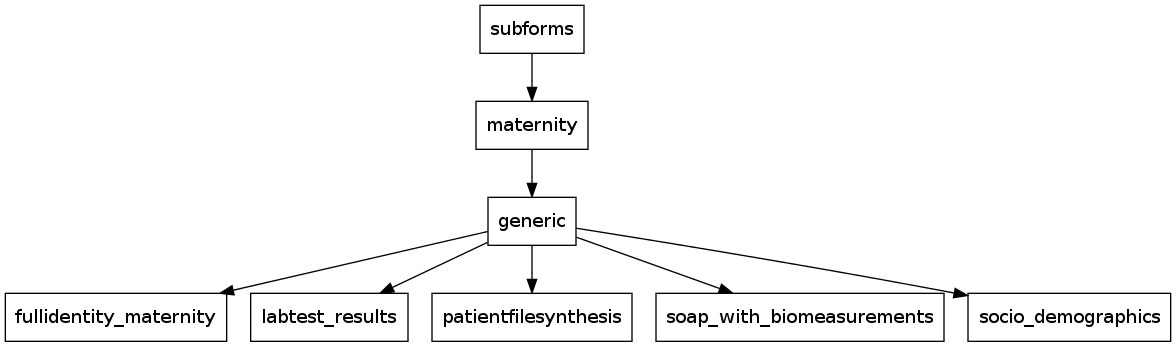 subforms
maternity
generic
fullidentity_maternity
labtest_results
patientfilesynthesis
soap_with_biomeasurements
socio_demographics